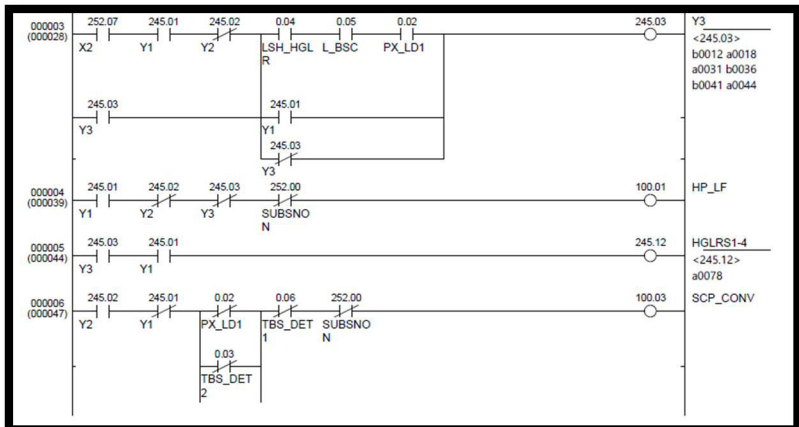 000003
(000028)
252.07 245.01 245.02 0.04 0.05 0.02 245.03 Y3
X2 Y1 Y2 LSH_HGL L_BSC PX_LD1
R
<245.03>
b0012 a0018
a0031 b0036
b0041 a0044
245.03 245.01
Y3 Y1
245.03
Y3
000004
(000039)
245.01 245.02 245.03 252.00 100.01 HP_LF
Y1 Y2 Y3 SUBSNO
N
000005
(000044)
245.03 245.01 245.12 HGLRS1-4
Y3 Y1
<245.12>
a0078
000006
(000047)
245.02 245.01 0.02 0.06 252.00 100.03 SCP_CONV
Y2 Y1 PX_LD1 TBS_DET SUBSNO
1 N
0.03
TBS_DET
2